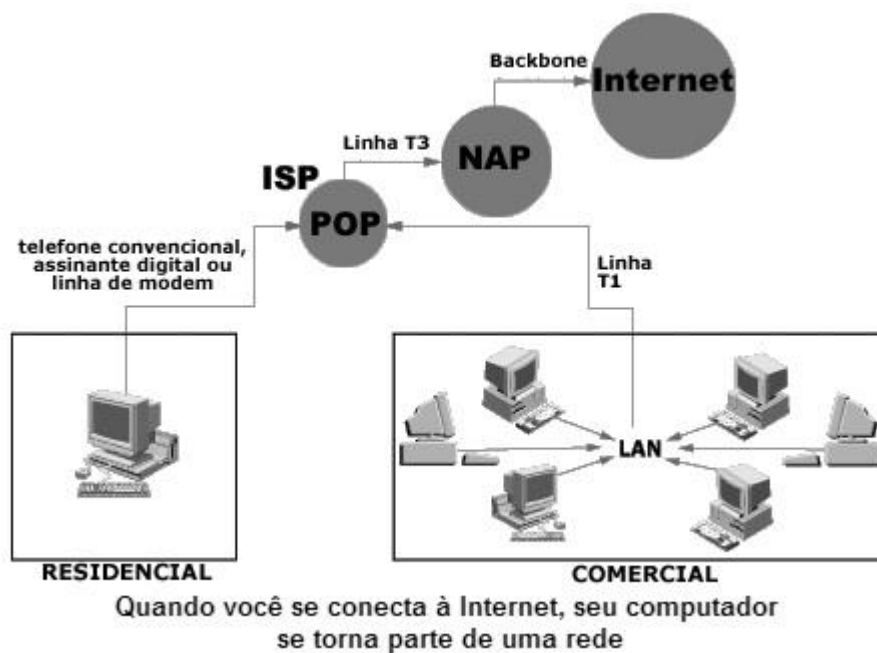 Backbone
Internet
Linha T3
NAP
ISP
POP
telefone convencional,
assinante digital ou
linha de modem
Linha
T1
LAN
RESIDENCIAL
COMERCIAL
Quando você se conecta à Internet, seu computador
se torna parte de uma rede